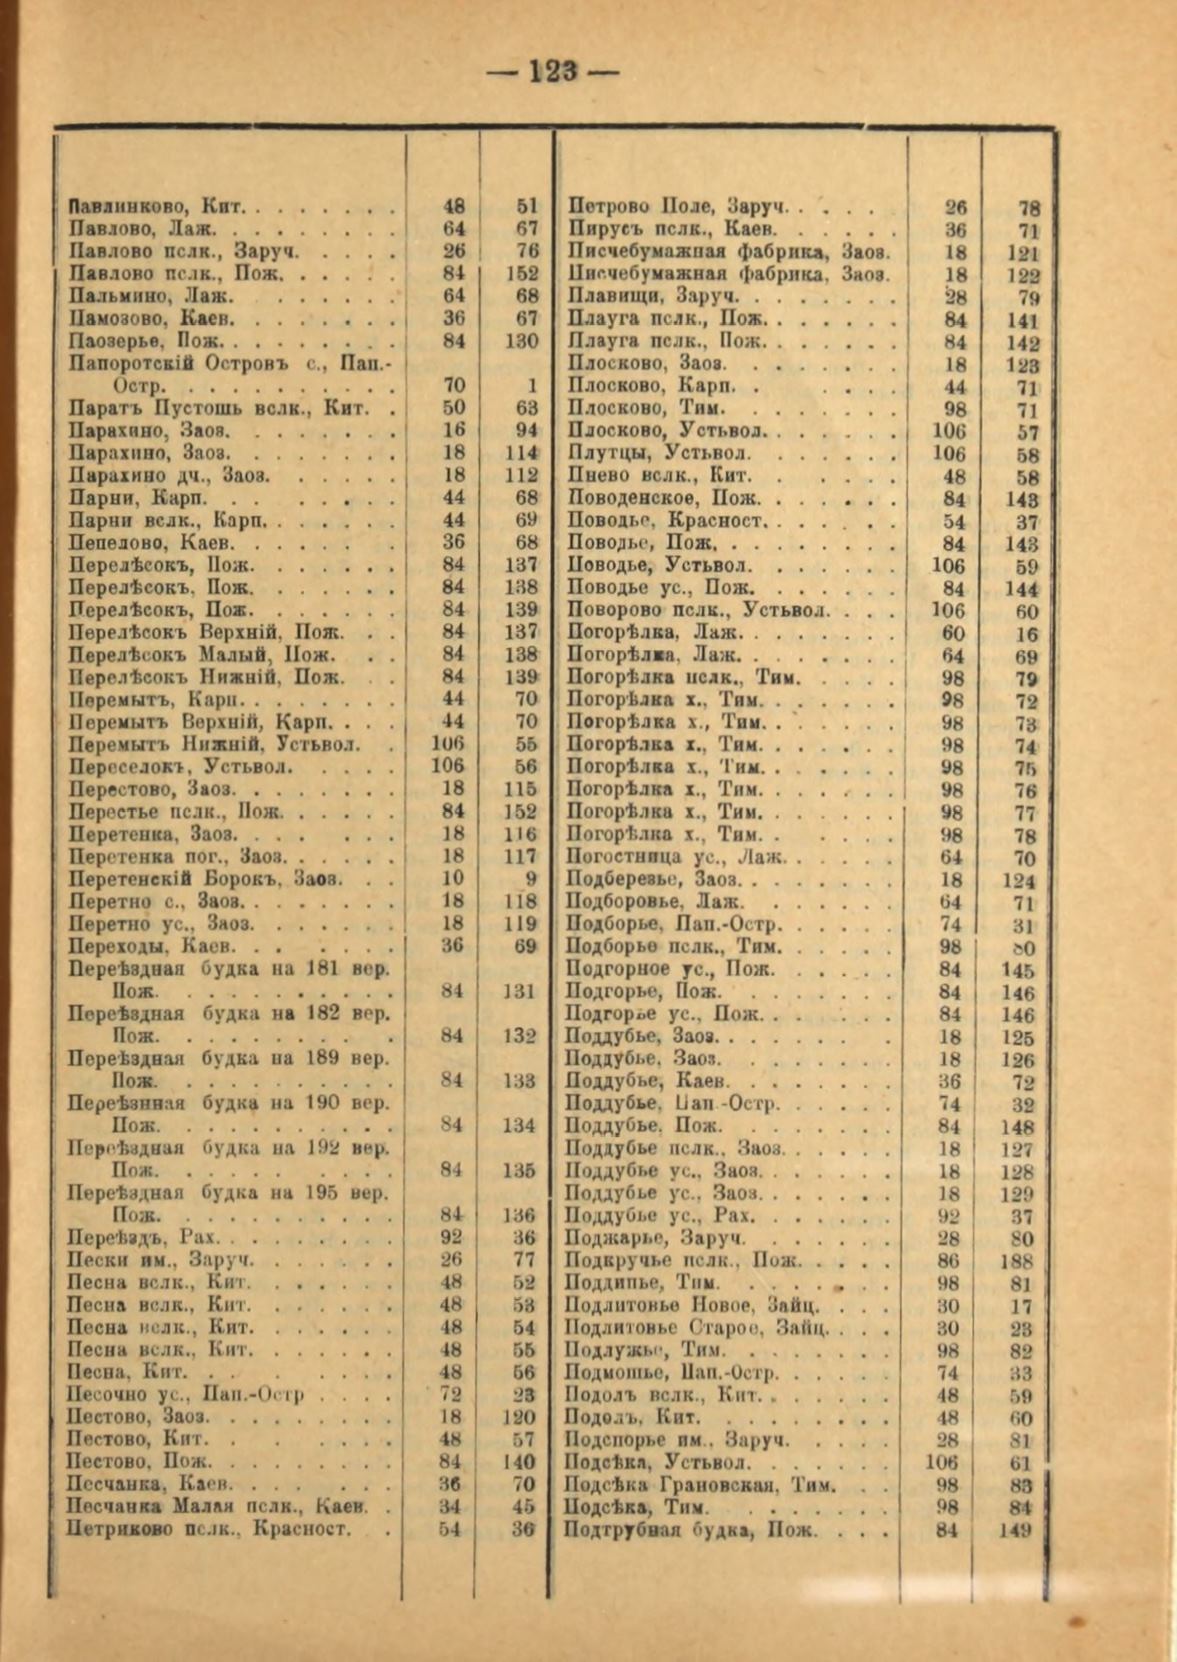 — 123 —
Павлинково, Кит. 48 51
Павлово, Лаж. 64 67
Павлово пслк., Заруч. 26 76
Павлово пслк., Пож. 84 152
Пальмино, Лаж. 64 68
Памозово, Каев. 36 67
Паозерье, Пож. 84 130
Папоротскій Островъ с., Пап.-
Остр. 70 1
Паратъ Пустошь вслк., Кит. 50 63
Парахино, Заоз. 16 94
Парахино, Заоз. 18 114
Парахино дч., Заоз. 18 112
Парни, Карп. 44 68
Парни вслк., Карп. 44 69
Пепелово, Каев. 36 68
Перелѣсокъ, Пож. 84 137
Перелѣсокъ, Пож. 84 138
Перелѣсокъ, Пож. 84 139
Перелѣсокъ Верхній, Пож. 84 137
Перелѣсокъ Малый, Пож. 84 138
Перелѣсокъ Нижній, Пож. 84 139
Перемытъ, Карп. 44 70
Перемытъ Верхній, Карп. 44 70
Перемытъ Нижній, Устьвол. 106 55
Переселокъ, Устьвол. 106 56
Перестово, Заоз. 18 115
Перестье пслк., Пож. 84 152
Перетенка, Заоз. 18 116
Перетенка пог., Заоз. 18 117
Перетенскій Борокъ, Заоз. 10 9
Перетно с., Заоз. 18 118
Перетно ус., Заоз. 18 119
Переходы, Каев. 36 69
Переѣздная будка на 181 вер.
Пож. 84 131
Переѣздная будка на 182 вер.
Пож. 84 132
Переѣздная будка на 189 вер.
Пож. 84 133
Переѣзнная будка на 190 вер.
Пож. 84 134
Переѣздная будка на 192 вер.
Пож. 84 135
Переѣздная будка на 195 вер.
Пож. 84 136
Переѣздъ, Рах. 92 36
Пески им., Заруч. 26 77
Песна вслк., Кит. 48 52
Песна вслк., Кит. 48 53
Песна вслк., Кит. 48 54
Песна вслк., Кит. 48 55
Песна, Кит. 48 56
Песочно ус., Пап.-Остр 72 23
Пестово, Заоз. 18 120
Пестово, Кит. 48 57
Пестово, Пож. 84 140
Песчанка, Каев. 36 70
Песчанка Малая пслк., Каев. 34 45
Петриково пслк., Красност. 54 36
Петрово Поле, Заруч. 26 78
Пирусъ пслк., Каев. 36 71
Писчебумажная фабрика, Заоз. 18 121
Писчебумажная фабрика, Заоз. 18 122
Плавищи, Заруч. 28 79
Плауга пслк., Пож. 84 141
Плауга пслк., Пож. 84 142
Плосково, Заоз. 18 123
Плосково, Карп. 44 71
Плосково, Тим. 98 71
Плосково, Устьвол. 106 57
Плутцы, Устьвол. 106 58
Пнево вслк., Кит. 48 58
Поводенское, Пож. 84 143
Поводье, Красност. 54 37
Поводье, Пож. 84 143
Поводье, Устьвол. 106 59
Поводье ус., Пож. 84 144
Поворово пслк., Устьвол. 106 60
Погорѣлка, Лаж. 60 16
Погорѣлка, Лаж. 64 69
Погорѣлка пслк., Тим. 98 79
Погорѣлка х., Тим. 98 72
Погорѣлка х., Тим. 98 73
Погорѣлка х., Тим. 98 74
Погорѣлка х., Тим. 98 75
Погорѣлка х., Тим. 98 76
Погорѣлка х., Тим. 98 77
Погорѣлка х., Тим. 98 78
Погостница ус., Лаж. 64 70
Подберезье, Заоз. 18 124
Подборовье, Лаж. 64 71
Подборье, Пап.-Остр. 74 31
Подборье пслк., Тим. 98 80
Подгорное ус., Пож. 84 145
Подгорье, Пож. 84 146
Подгорье ус., Пож. 84 146
Поддубье, Заоз. 18 125
Поддубье, Заоз. 18 126
Поддубье, Каев. 36 72
Поддубье, Пап.-Остр. 74 32
Поддубье, Пож. 84 148
Поддубье пслк., Заоз. 18 127
Поддубье ус., Заоз. 18 128
Поддубье ус., Заоз. 18 129
Поддубье ус., Рах. 92 37
Поджарье, Заруч. 28 80
Подкручье пслк., Пож. 86 188
Поддипье, Тим. 98 81
Подлитовье Новое, Зайц. 30 17
Подлитовье Старое, Зайц. 30 23
Подлужье, Тим. 98 82
Подмошье, Пап.-Остр. 74 33
Подолъ вслк., Кит. 48 59
Подолъ, Кит. 48 60
Подспорье им., Заруч. 28 81
Подсѣка, Устьвол. 106 61
Подсѣка Грановская, Тим. 98 83
Подсѣка, Тим. 98 84
Подтрубная будка, Пож. 84 149